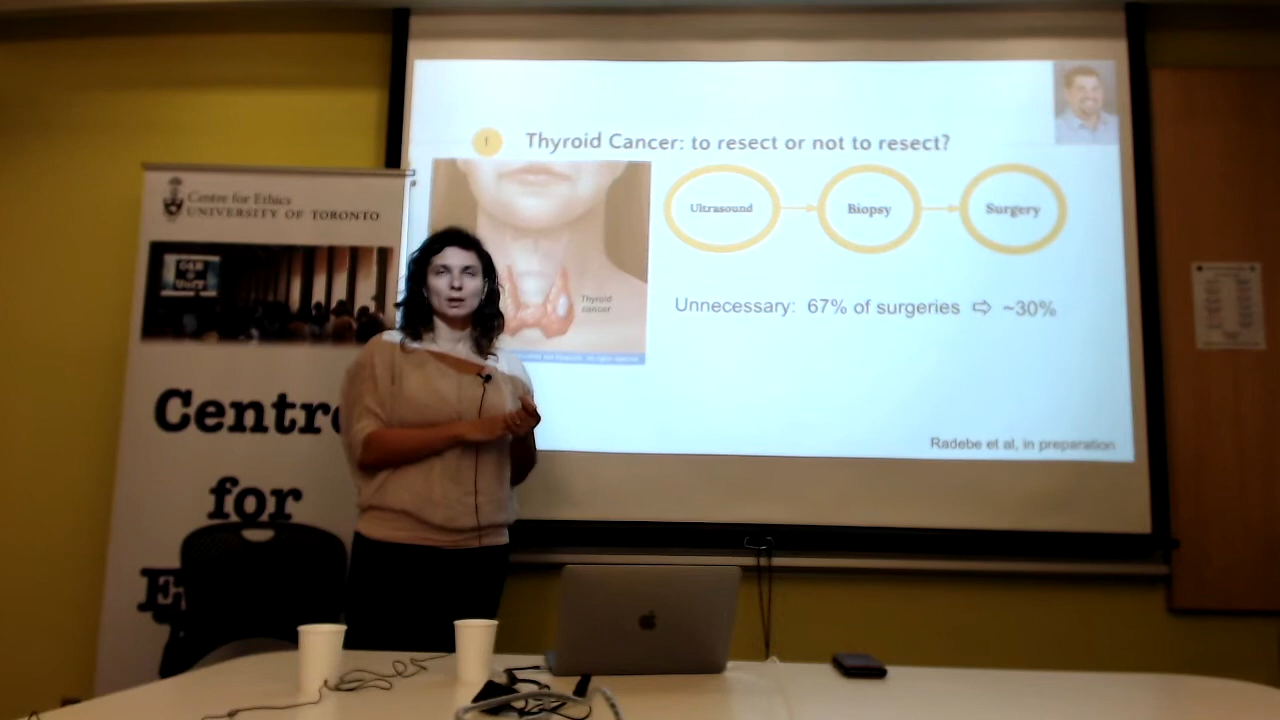 Centre for Ethics
UNIVERSITY OF TORONTO
Centre
for
1
Thyroid Cancer: to resect or not to resect?
Thyroid
cancer
Ultrasound
Biopsy
Surgery
Unnecessary: 67% of surgeries ⇨ ~30%
Radebe et al, in preparation